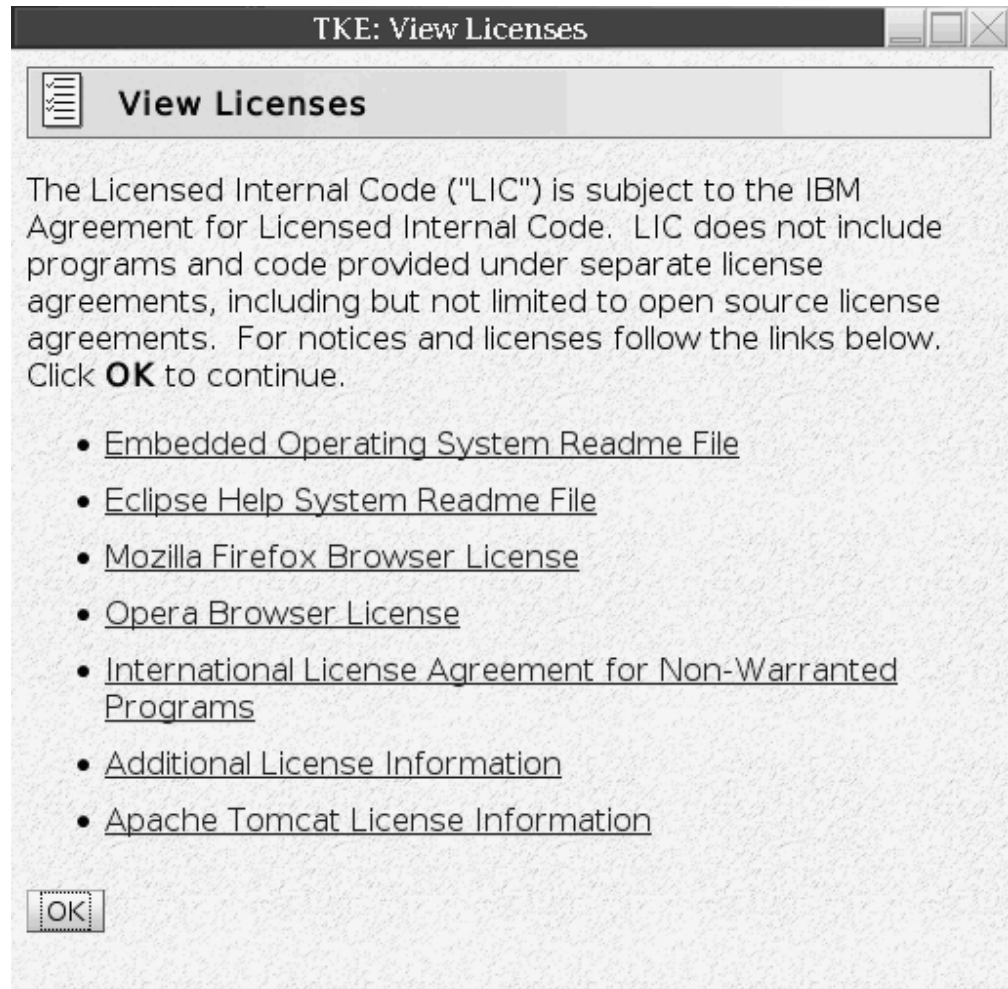 TKE: View Licenses
View Licenses
The Licensed Internal Code ("LIC") is subject to the IBM
Agreement for Licensed Internal Code.  LIC does not include
programs and code provided under separate license
agreements, including but not limited to open source license
agreements.  For notices and licenses follow the links below.
Click OK to continue.
• Embedded Operating System Readme File
• Eclipse Help System Readme File
• Mozilla Firefox Browser License
• Opera Browser License
• International License Agreement for Non-Warranted
Programs
• Additional License Information
• Apache Tomcat License Information
OK